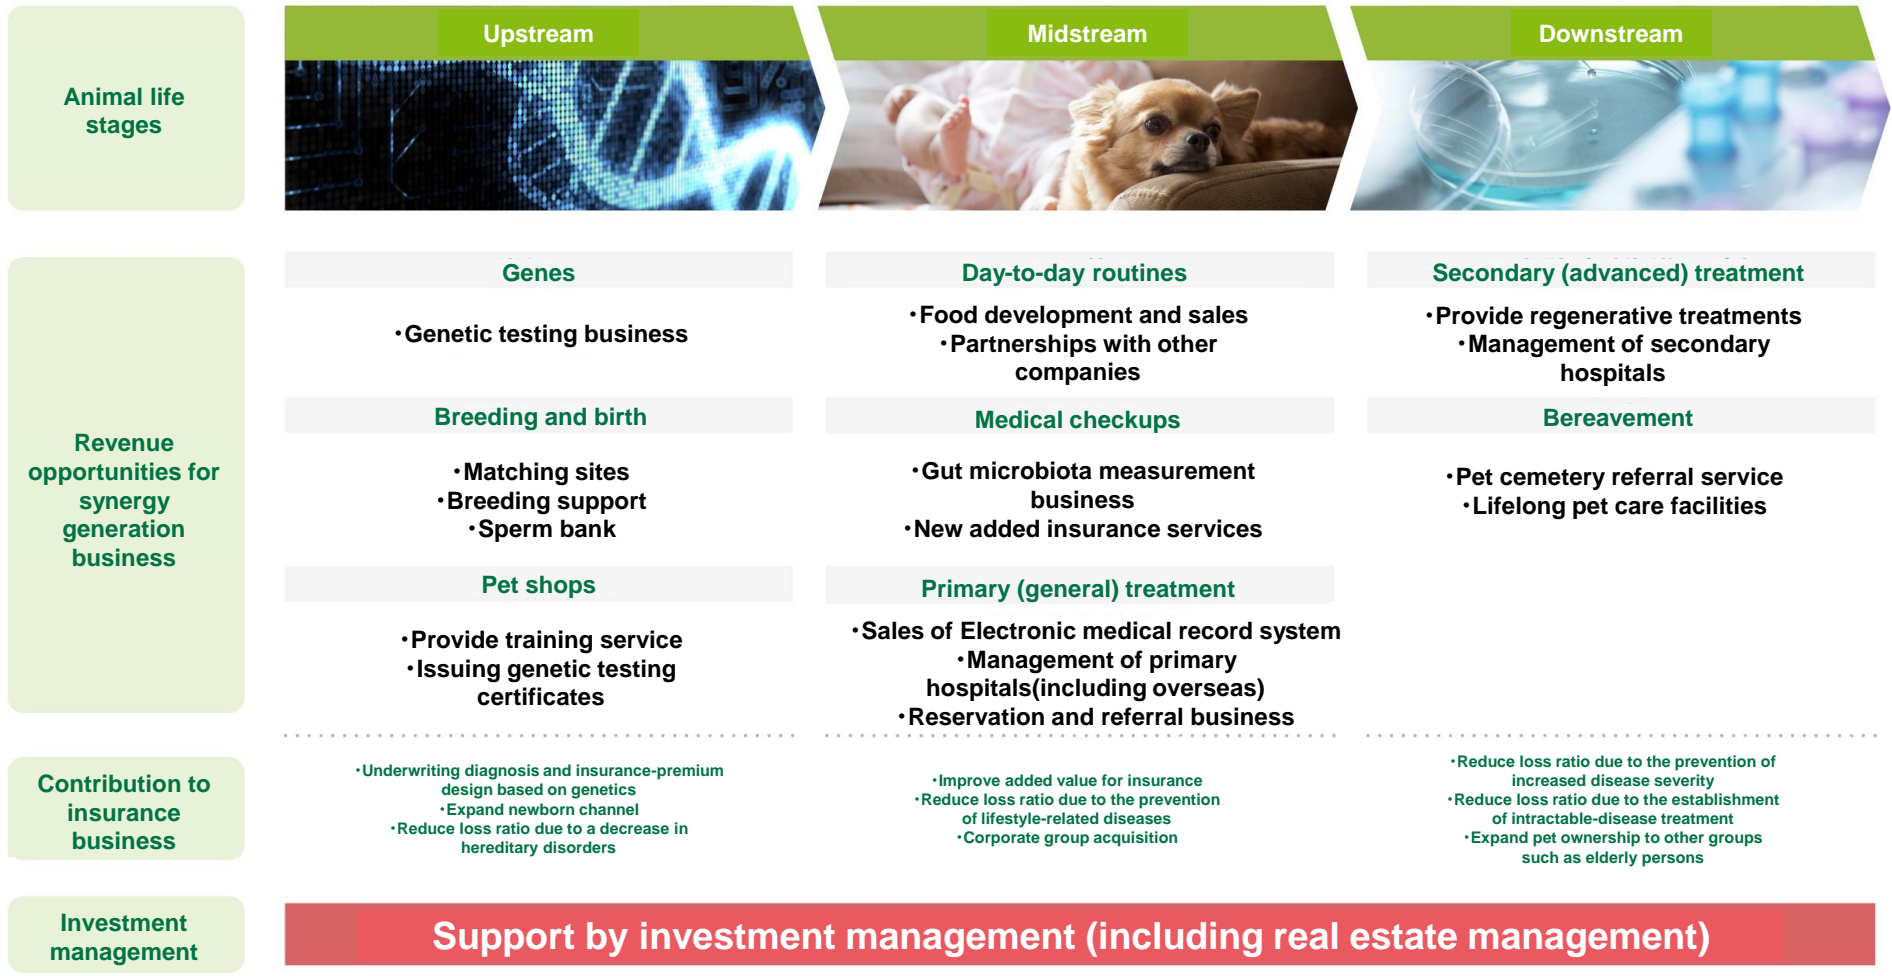 Animal life
stages
Upstream
Midstream
Downstream
Revenue
opportunities for
synergy
generation
business
Genes
・Genetic testing business
Breeding and birth
・Matching sites
・Breeding support
・Sperm bank
Pet shops
・Provide training service
・Issuing genetic testing
certificates
Day-to-day routines
・Food development and sales
・Partnerships with other
companies
Medical checkups
・Gut microbiota measurement
business
・New added insurance services
Primary (general) treatment
・Sales of Electronic medical record system
・Management of primary
hospitals(including overseas)
・Reservation and referral business
Secondary (advanced) treatment
・Provide regenerative treatments
・Management of secondary
hospitals
Bereavement
・Pet cemetery referral service
・Lifelong pet care facilities
Contribution to
insurance
business
・Underwriting diagnosis and insurance-premium
design based on genetics
・Expand newborn channel
・Reduce loss ratio due to a decrease in
hereditary disorders
・Improve added value for insurance
・Reduce loss ratio due to the prevention
of lifestyle-related diseases
・Corporate group acquisition
・Reduce loss ratio due to the prevention of
increased disease severity
・Reduce loss ratio due to the establishment
of intractable-disease treatment
・Expand pet ownership to other groups
such as elderly persons
Investment
management
Support by investment management (including real estate management)